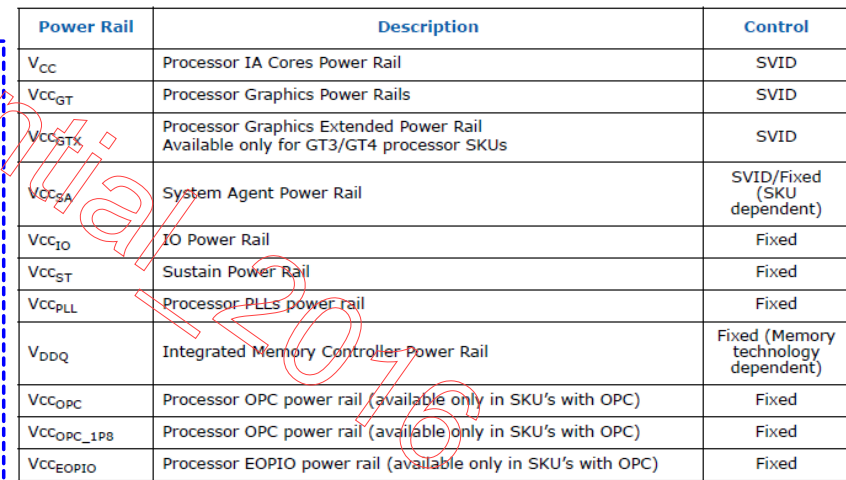 Power Rail Description Control
VCC Processor IA Cores Power Rail SVID
VccGT Processor Graphics Power Rails SVID
VccGTX Processor Graphics Extended Power Rail
Available only for GT3/GT4 processor SKUs SVID
VccSA System Agent Power Rail SVID/Fixed
(SKU
dependent)
VccIO IO Power Rail Fixed
VccST Sustain Power Rail Fixed
VccPLL Processor PLLs power rail Fixed
VDDQ Integrated Memory Controller Power Rail Fixed (Memory
technology
dependent)
VccOPC Processor OPC power rail (available only in SKU's with OPC) Fixed
VccOPC_1P8 Processor OPC power rail (available only in SKU's with OPC) Fixed
VccEOPIO Processor EOPIO power rail (available only in SKU's with OPC) Fixed
ntial_2016